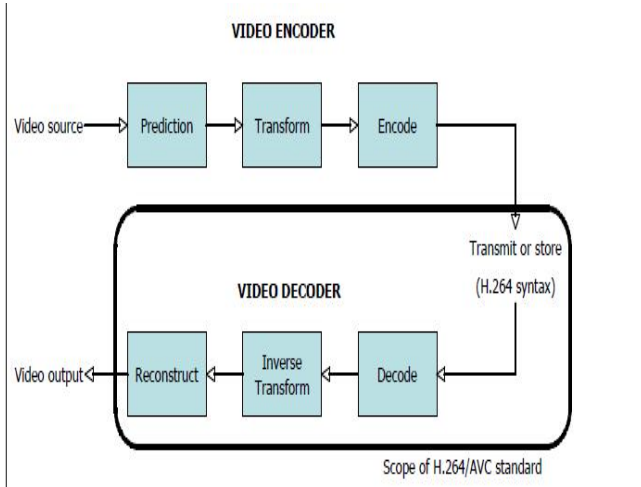 VIDEO ENCODER
Video source
Prediction
Transform
Encode
Transmit or store
(H.264 syntax)
VIDEO DECODER
Video output
Reconstruct
Inverse
Transform
Decode
Scope of H.264/AVC standard